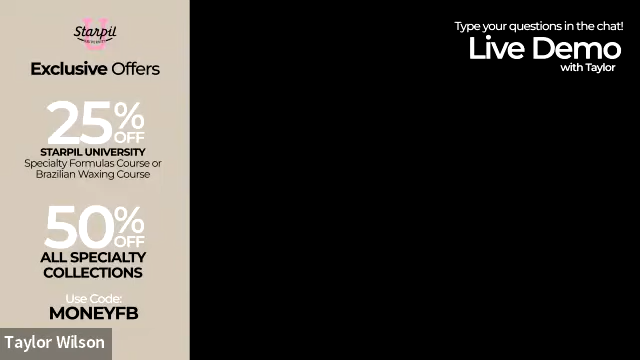 Starpil
U
Exclusive Offers
25% OFF
STARPIL UNIVERSITY
Specialty Formulas Course or
Brazilian Waxing Course
50% OFF
ALL SPECIALTY
COLLECTIONS
Use Code:
MONEYFB
Taylor Wilson
Type your questions in the chat!
Live Demo
with Taylor